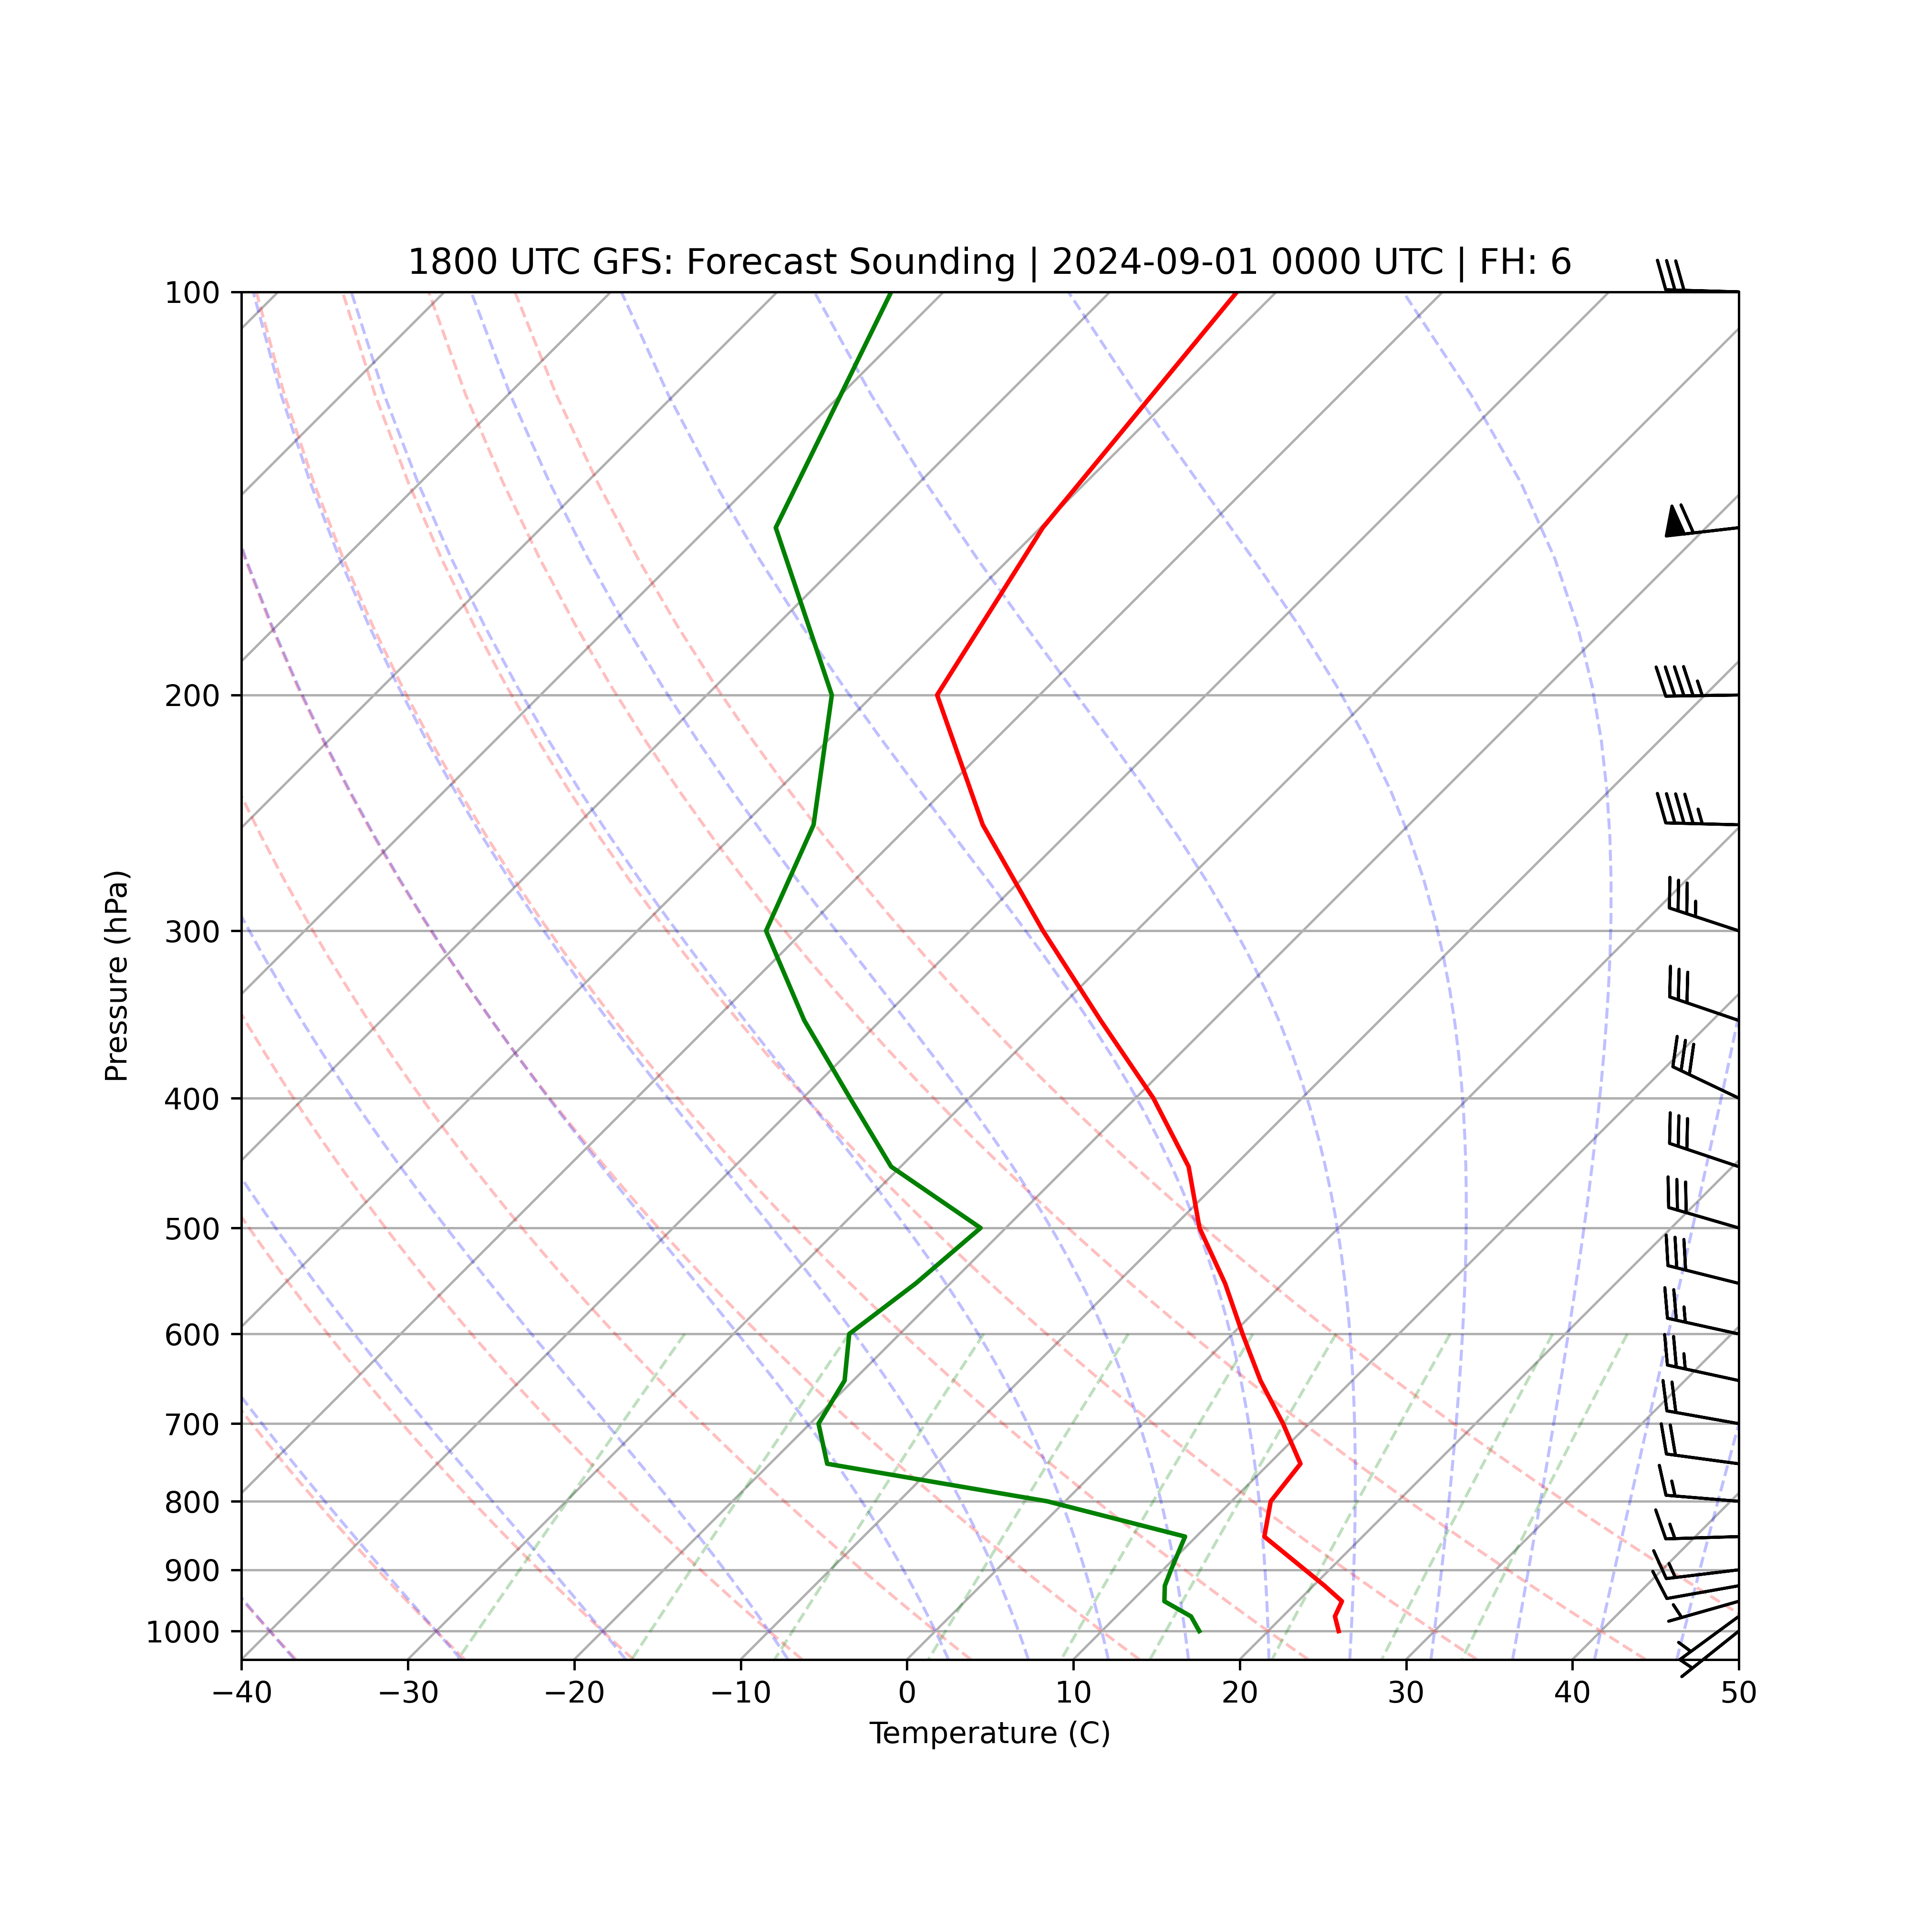 1800 UTC GFS: Forecast Sounding | 2024-09-01 0000 UTC | FH: 6
100
200
300
400
500
600
700
800
900
1000
Pressure (hPa)
−40 −30 −20 −10 0 10 20 30 40 50
Temperature (C)